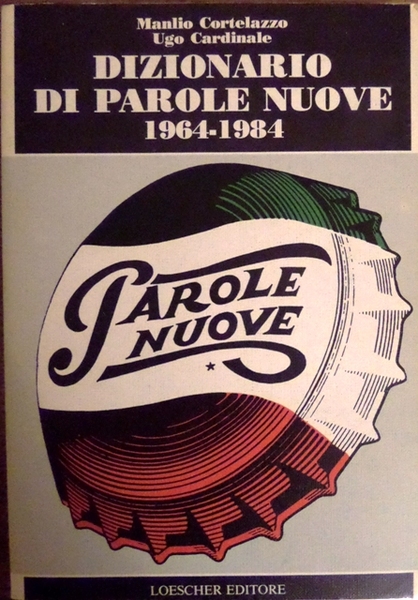 Manlio Cortelazzo
Ugo Cardinale
DIZIONARIO
DI PAROLE NUOVE
1964-1984
PAROLE
NUOVE
LOESCHER EDITORE